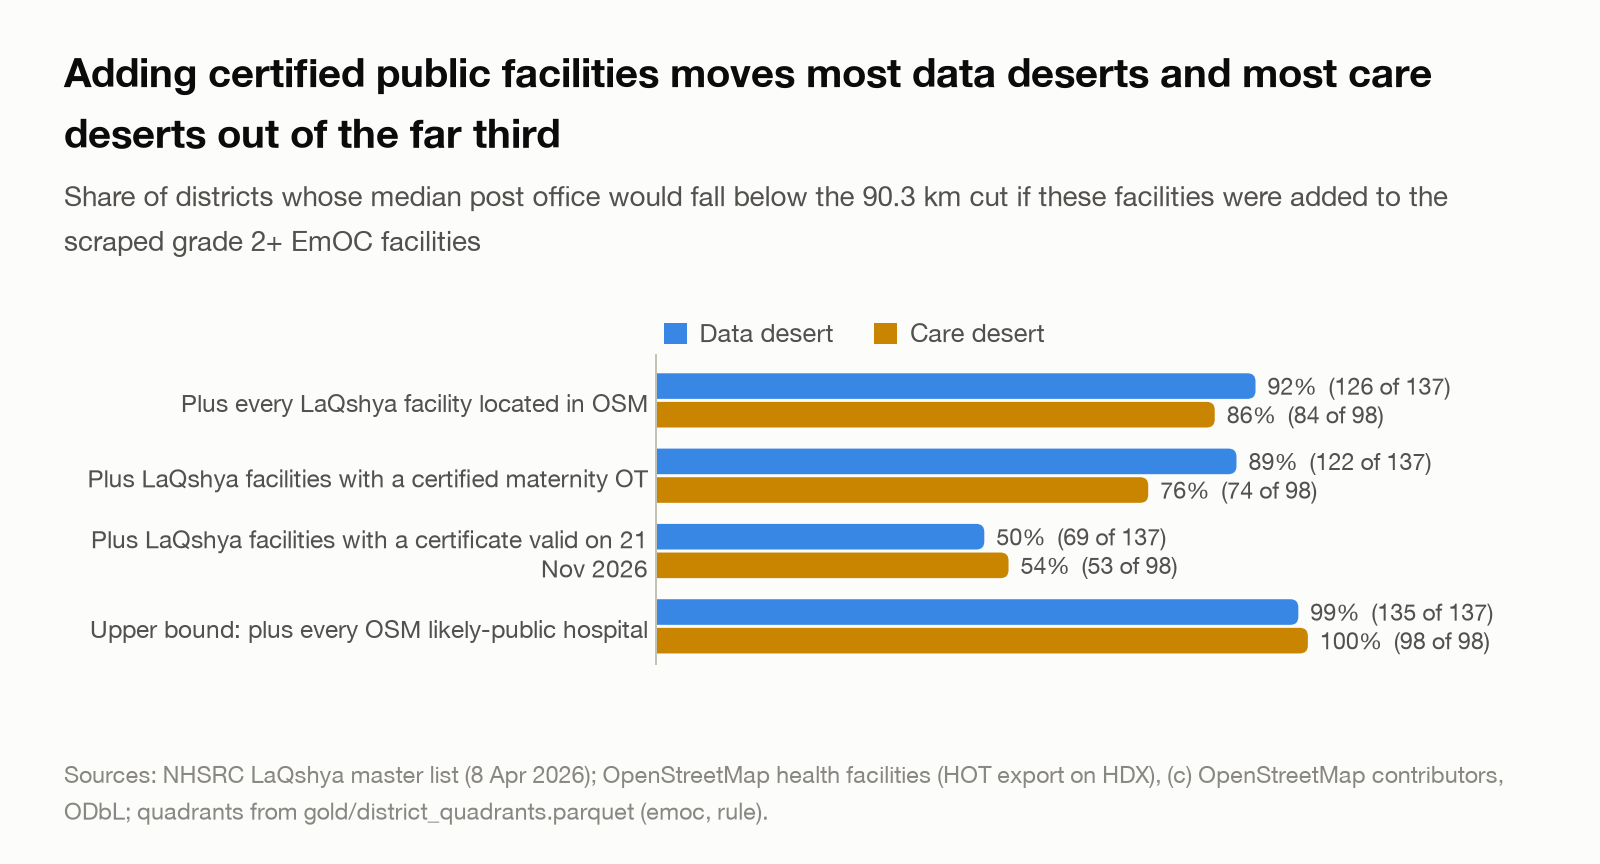 Adding certified public facilities moves most data deserts and most care
deserts out of the far third
Share of districts whose median post office would fall below the 90.3 km cut if these facilities were added to the
scraped grade 2+ EmOC facilities
Data desert
Care desert
Plus every LaQshya facility located in OSM
92% (126 of 137)
86% (84 of 98)
Plus LaQshya facilities with a certified maternity OT
89% (122 of 137)
76% (74 of 98)
Plus LaQshya facilities with a certificate valid on 21
Nov 2026
50% (69 of 137)
54% (53 of 98)
Upper bound: plus every OSM likely-public hospital
99% (135 of 137)
100% (98 of 98)
Sources: NHSRC LaQshya master list (8 Apr 2026); OpenStreetMap health facilities (HOT export on HDX), (c) OpenStreetMap contributors,
ODbL; quadrants from gold/district_quadrants.parquet (emoc, rule).